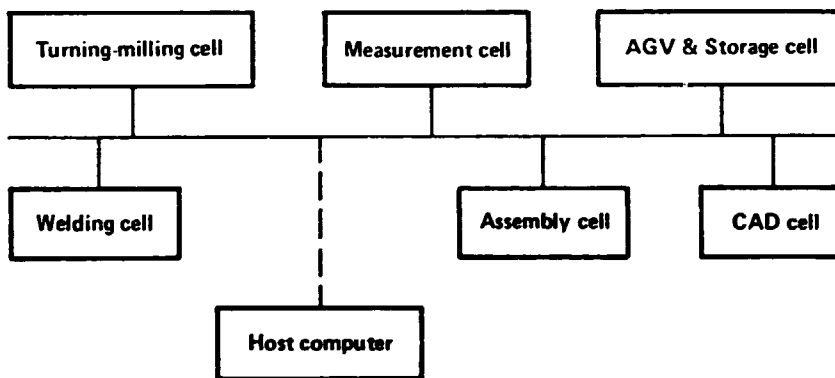 Turning-milling cell
Measurement cell
AGV & Storage cell
Welding cell
Assembly cell
CAD cell
Host computer